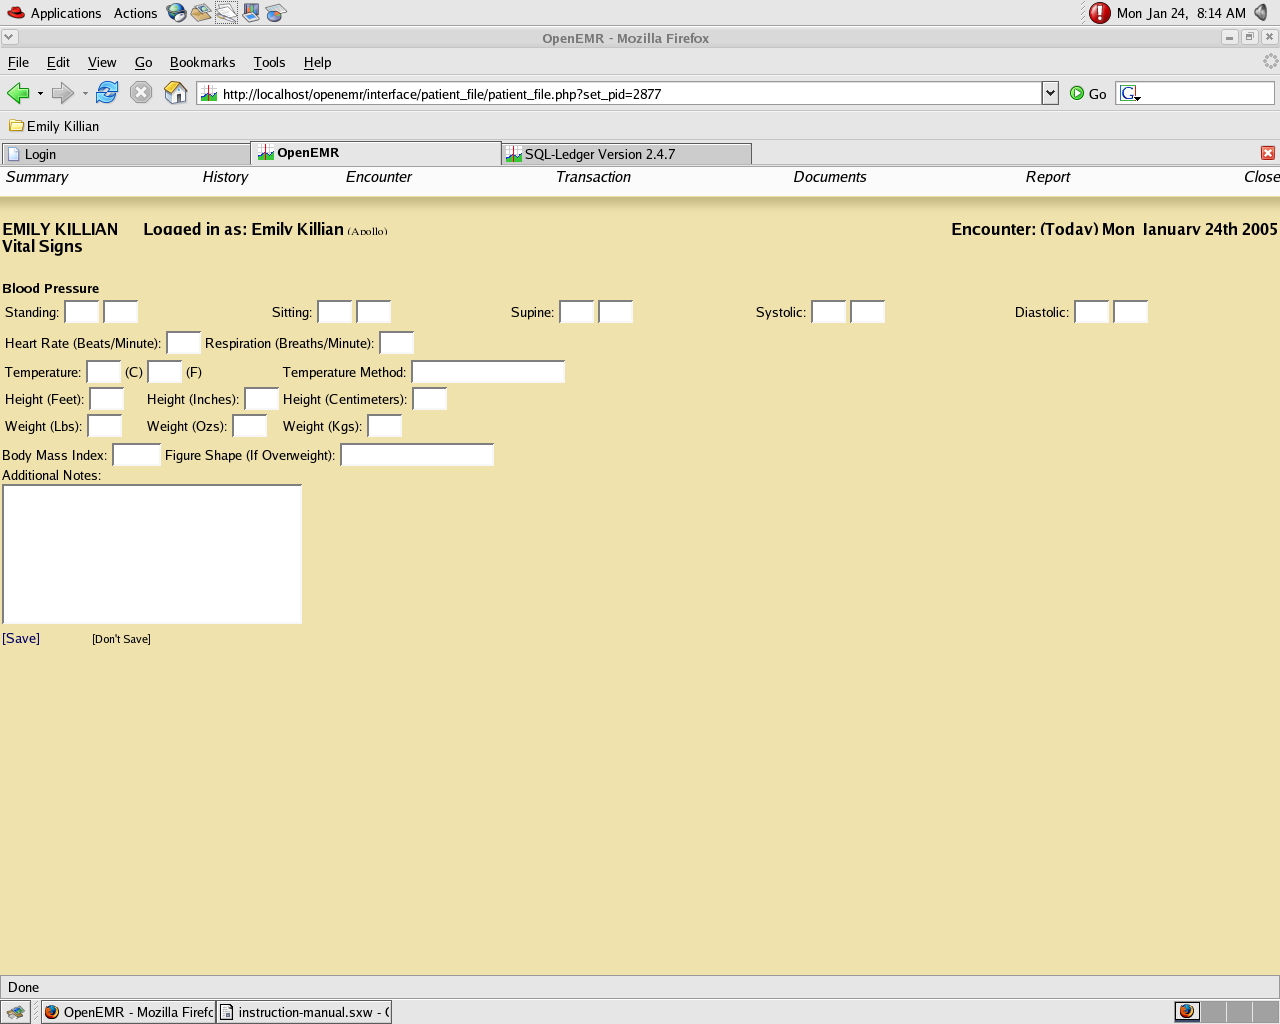 Applications Actions Mon Jan 24, 8:14 AM
OpenEMR - Mozilla Firefox
File Edit View Go Bookmarks Tools Help
http://localhost/openemr/interface/patient_file/patient_file.php?set_pid=2877 Go G
Emily Killian
Login OpenEMR SQL-Ledger Version 2.4.7
Summary History Encounter Transaction Documents Report Close
EMILY KILLIAN Logged in as: Emily Killian (Apollo) Encounter: (Today) Mon January 24th 2005
Vital Signs
Blood Pressure
Standing: Sitting: Supine: Systolic: Diastolic:
Heart Rate (Beats/Minute): Respiration (Breaths/Minute):
Temperature: (C) (F) Temperature Method:
Height (Feet): Height (Inches): Height (Centimeters):
Weight (Lbs): Weight (Ozs): Weight (Kgs):
Body Mass Index: Figure Shape (If Overweight):
Additional Notes:
[Save] [Don't Save]
Done
OpenEMR - Mozilla Firefo instruction-manual.sxw - O